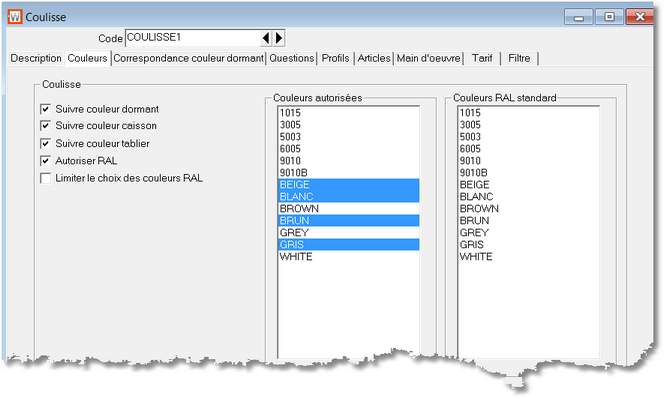 W Coulisse
Code COULISSE1
Description Couleurs Correspondance couleur dormant Questions Profils Articles Main d'oeuvre Tarif Filtre
Coulisse
Suivre couleur dormant
Suivre couleur caisson
Suivre couleur tablier
Autoriser RAL
Limiter le choix des couleurs RAL
Couleurs autorisées
1015
3005
5003
6005
9010
9010B
BEIGE
BLANC
BROWN
BRUN
GREY
GRIS
WHITE
Couleurs RAL standard
1015
3005
5003
6005
9010
9010B
BEIGE
BLANC
BROWN
BRUN
GREY
GRIS
WHITE